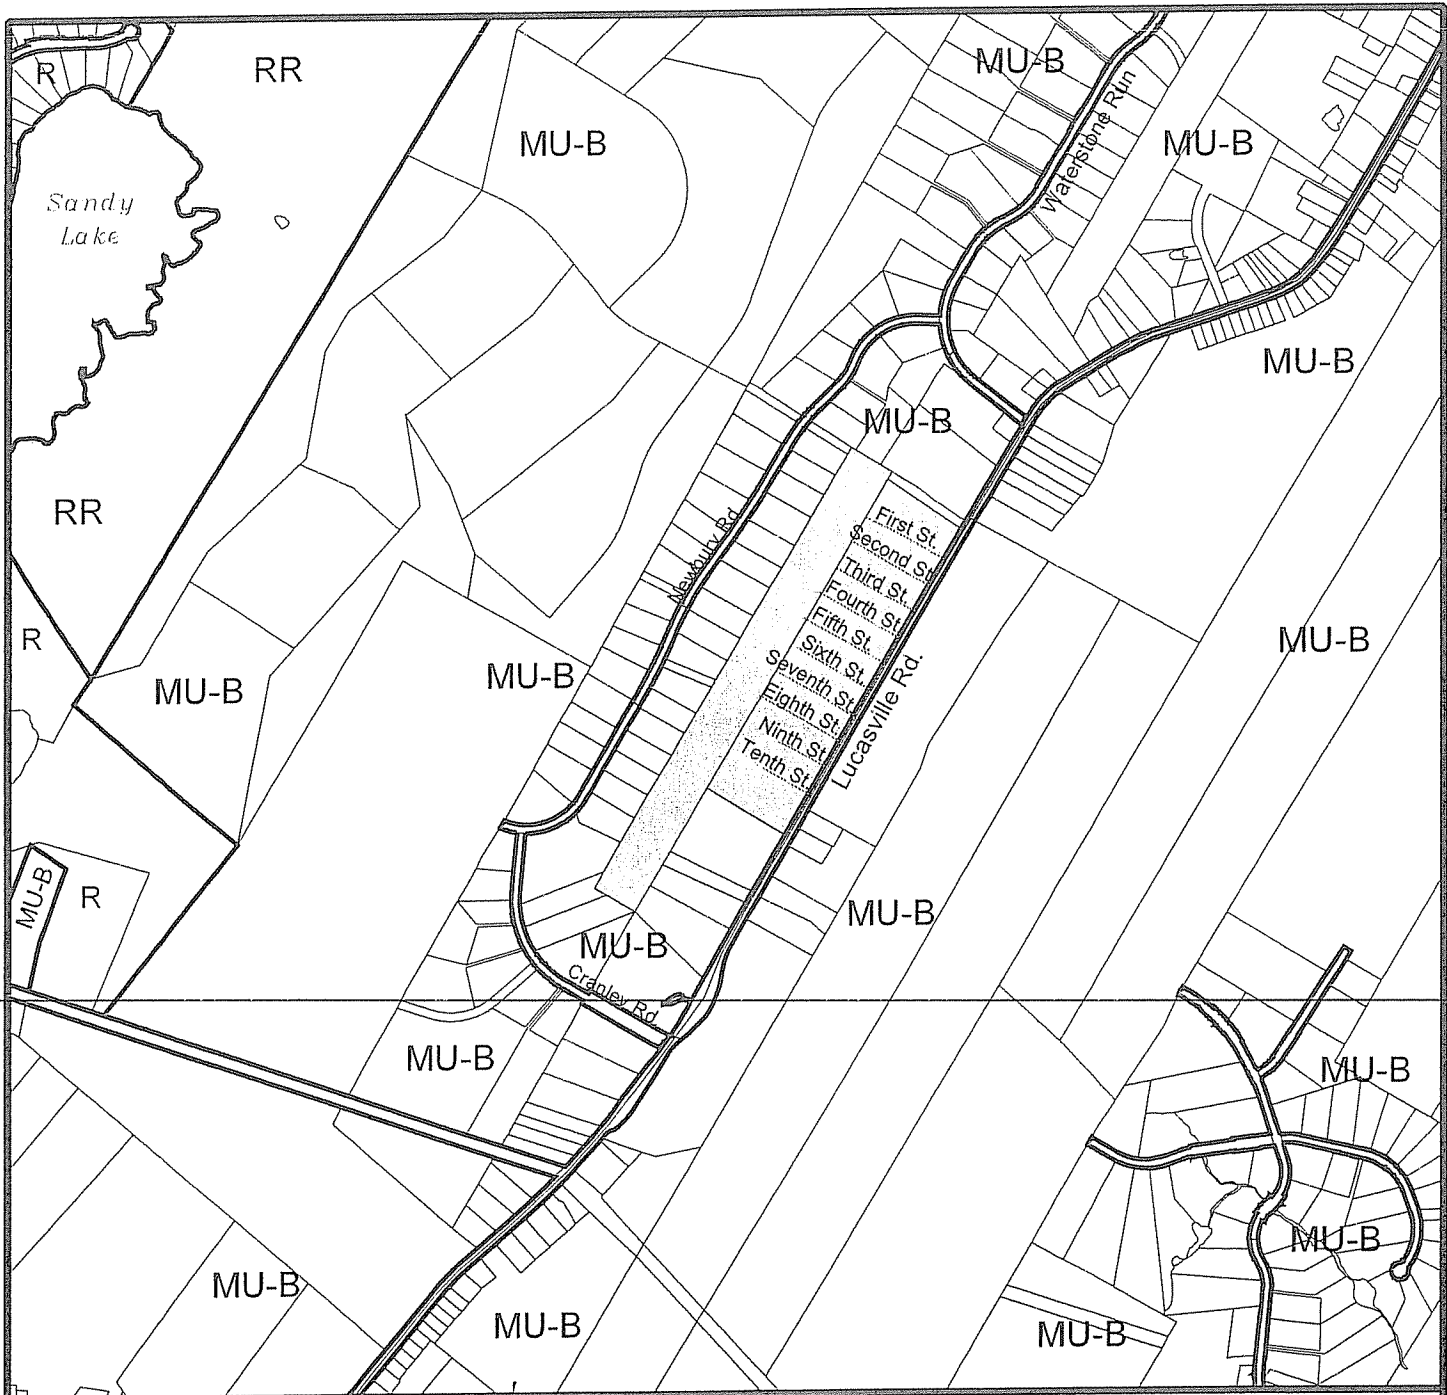 MU-B
R
RR
Waterstone Run
MU-B
MU-B
Sandy
Lake
MU-B
MU-B
RR
First St.
Second St.
Third St.
Fourth St.
Fifth St.
Newbury Rd.
R
Sixth St.
MU-B
Seventh St.
MU-B
MU-B
Eighth St.
Lucasville Rd.
Ninth St.
Tenth St.
MU-B
R
MU-B
MU-B
Cranley Rd.
MU-B
MU-B
MU-B
MU-B
MU-B
MU-B